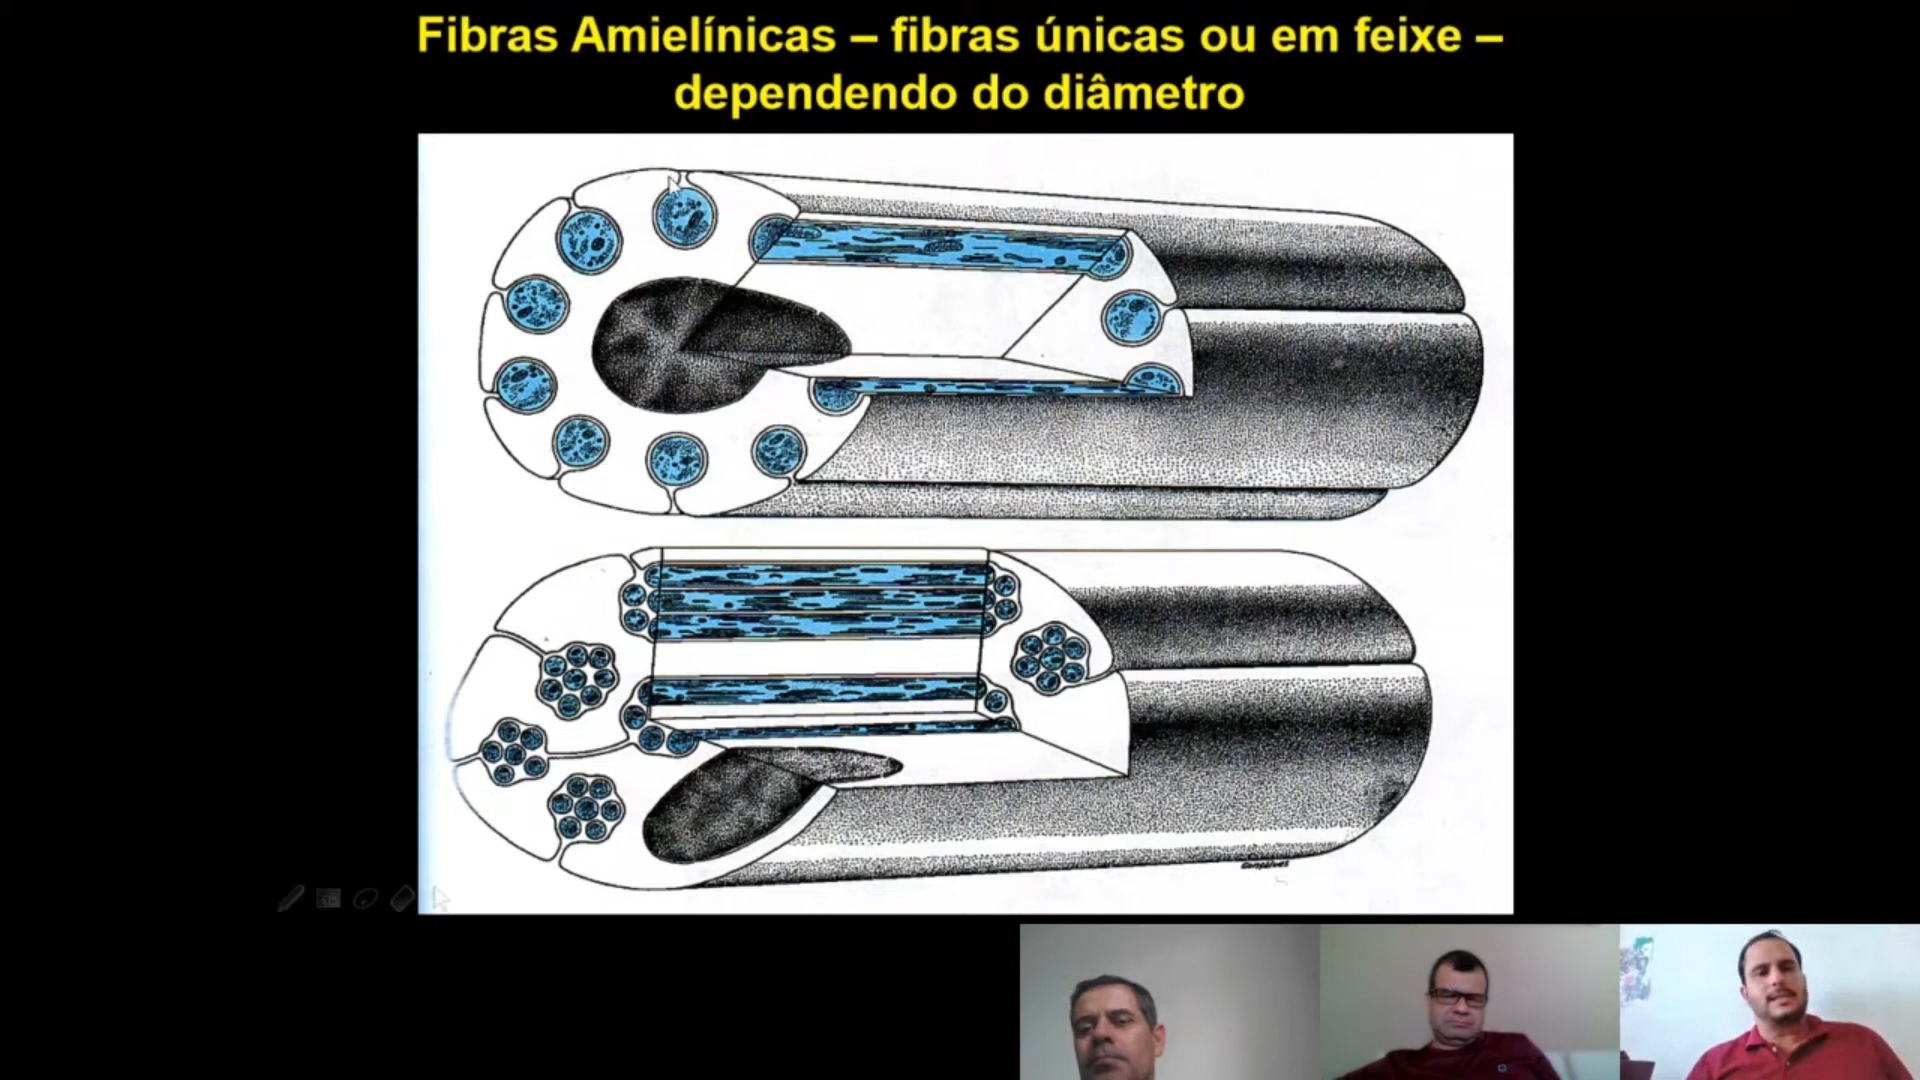 Fibras Amielínicas – fibras únicas ou em feixe –
dependendo do diâmetro